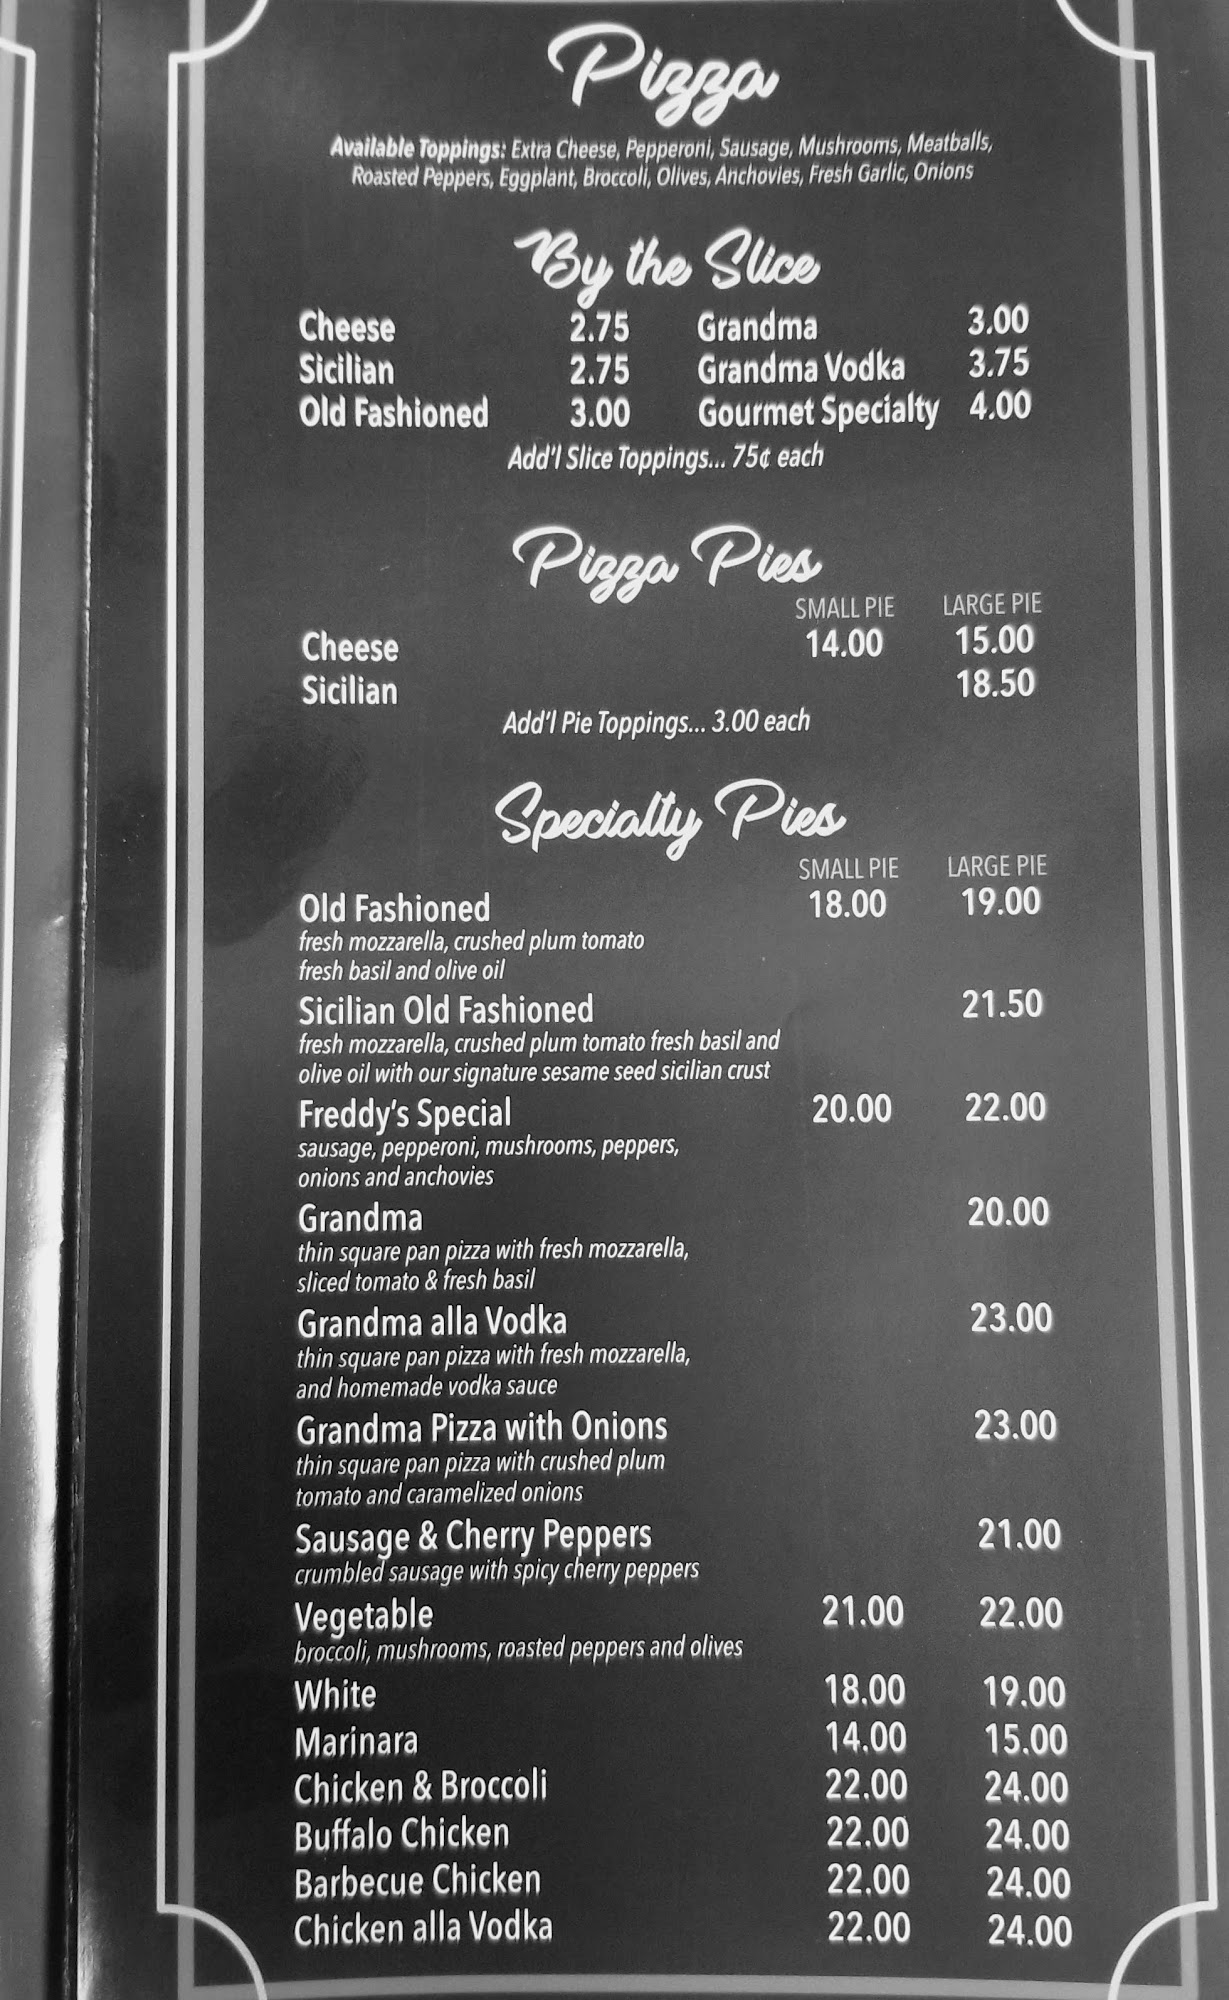 Pizza
Available Toppings: Extra Cheese, Pepperoni, Sausage, Mushrooms, Meatballs,
Roasted Peppers, Eggplant, Broccoli, Olives, Anchovies, Fresh Garlic, Onions
By the Slice
Cheese 2.75 Grandma 3.00
Sicilian 2.75 Grandma Vodka 3.75
Old Fashioned 3.00 Gourmet Specialty 4.00
Add'l Slice Toppings... 75¢ each
Pizza Pies
SMALL PIE LARGE PIE
Cheese 14.00 15.00
Sicilian 18.50
Add'l Pie Toppings... 3.00 each
Specialty Pies
SMALL PIE LARGE PIE
Old Fashioned 18.00 19.00
fresh mozzarella, crushed plum tomato
fresh basil and olive oil
Sicilian Old Fashioned 21.50
fresh mozzarella, crushed plum tomato fresh basil and
olive oil with our signature sesame seed sicilian crust
Freddy's Special 20.00 22.00
sausage, pepperoni, mushrooms, peppers,
onions and anchovies
Grandma 20.00
thin square pan pizza with fresh mozzarella,
sliced tomato & fresh basil
Grandma alla Vodka 23.00
thin square pan pizza with fresh mozzarella,
and homemade vodka sauce
Grandma Pizza with Onions 23.00
thin square pan pizza with crushed plum
tomato and caramelized onions
Sausage & Cherry Peppers 21.00
crumbled sausage with spicy cherry peppers
Vegetable 21.00 22.00
broccoli, mushrooms, roasted peppers and olives
White 18.00 19.00
Marinara 14.00 15.00
Chicken & Broccoli 22.00 24.00
Buffalo Chicken 22.00 24.00
Barbecue Chicken 22.00 24.00
Chicken alla Vodka 22.00 24.00